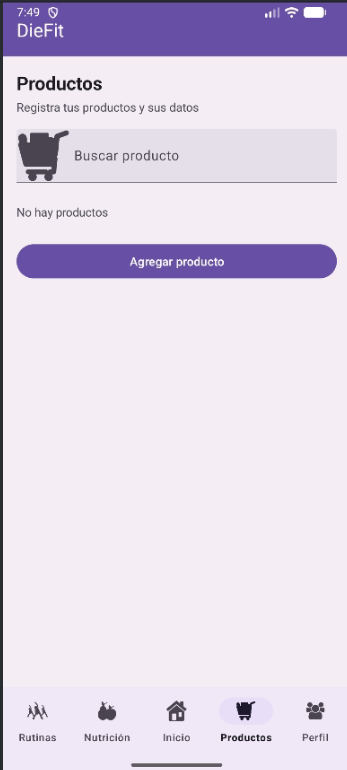 7:49
DieFit
Productos
Registra tus productos y sus datos
Buscar producto
No hay productos
Agregar producto
Rutinas Nutrición Inicio Productos Perfil